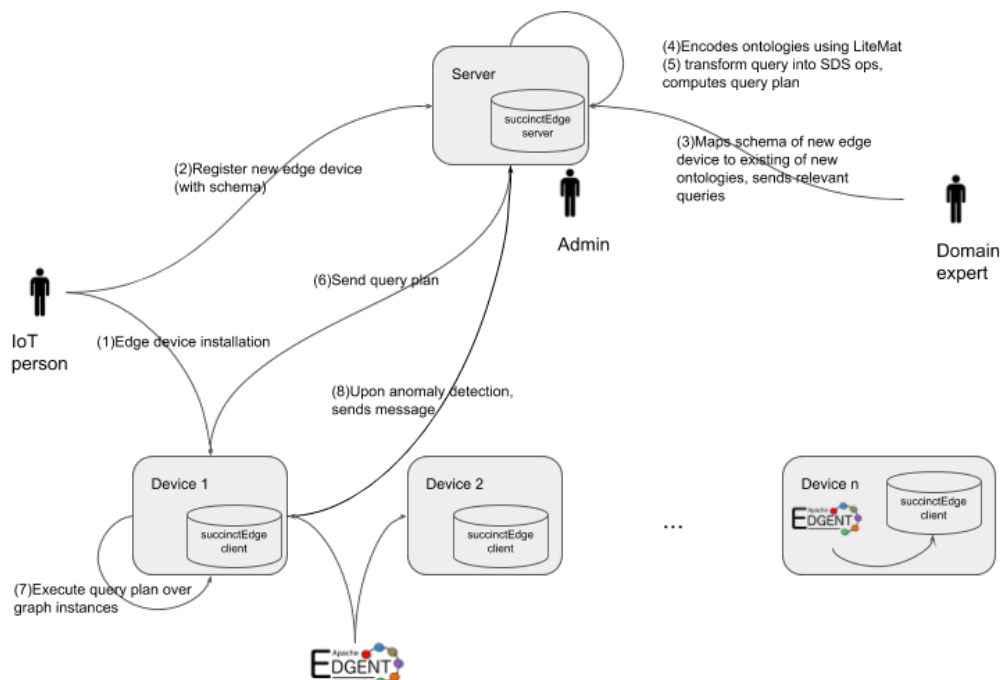 (4)Encodes ontologies using LiteMat
(5) transform query into SDS ops,
computes query plan
Server
succinctEdge
server
(3)Maps schema of new edge
device to existing of new
ontologies, sends relevant
queries
(2)Register new edge device
(with schema)
Admin
Domain
expert
(6)Send query plan
IoT
person
(1)Edge device installation
(8)Upon anomaly detection,
sends message
Device 1
succinctEdge
client
Device 2
succinctEdge
client
...
Device n
Apache
EDGENT
succinctEdge
client
(7)Execute query plan over
graph instances
Apache
EDGENT